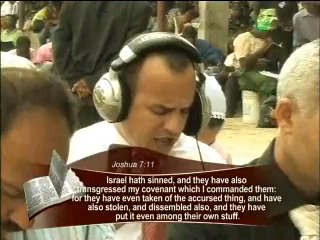 Joshua 7:11
Israel hath sinned, and they have also
transgressed my covenant which I commanded them:
for they have even taken of the accursed thing, and have
also stolen, and dissembled also, and they have
put it even among their own stuff.